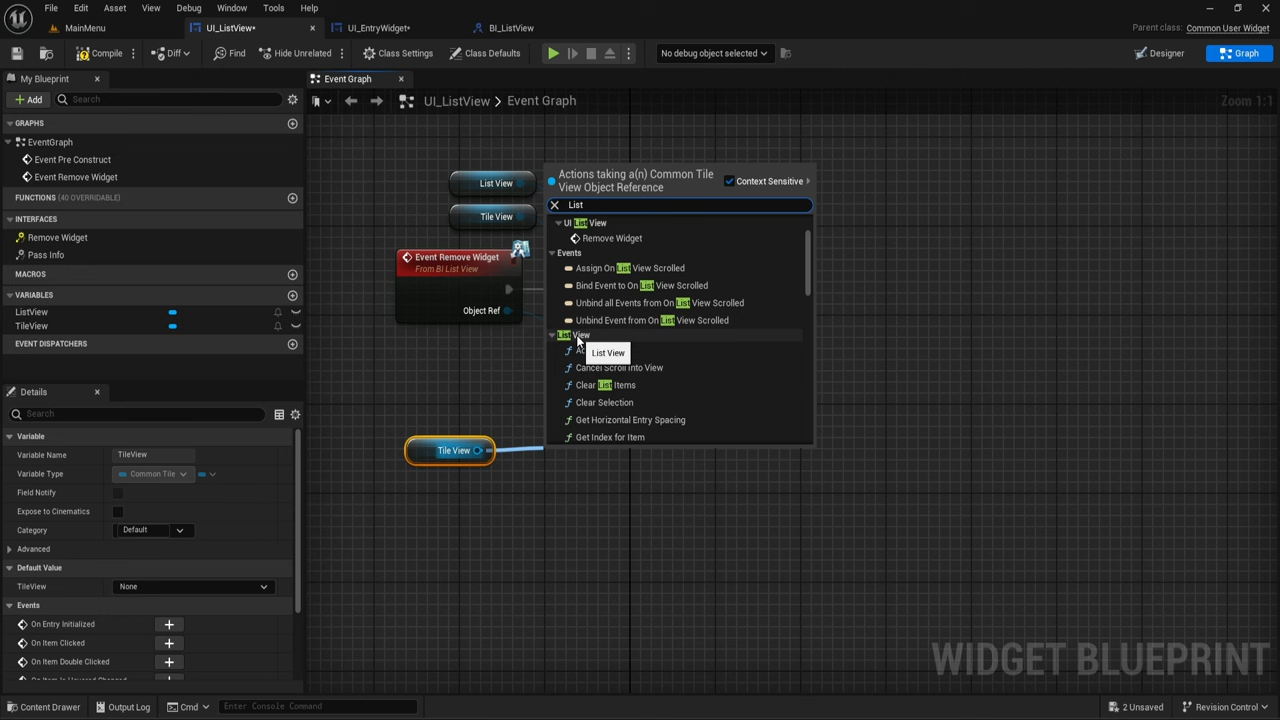 File Edit Asset View Debug Window Tools Help
MainMenu UI_ListView* UI_EntryWidget* BI_ListView Parent class: Common User Widget
Compile Diff Find Hide Unrelated Class Settings Class Defaults No debug object selected Designer Graph
My Blueprint Event Graph
Add Search UI_ListView Event Graph Zoom 1:1
GRAPHS
EventGraph
Event Pre Construct
Event Remove Widget
FUNCTIONS (40 OVERRIDABLE)
INTERFACES
Remove Widget
Pass Info
MACROS
VARIABLES
ListView
TileView
EVENT DISPATCHERS
Details
Search
Variable
Variable Name TileView
Variable Type Common Tile
Field Notify
Expose to Cinematics
Category Default
Advanced
Default Value
TileView None
Events
On Entry Initialized
On Item Clicked
On Item Double Clicked
On Item Is Hovered Changed
List View
Tile View
Event Remove Widget
From BI List View
Object Ref
Tile View
Actions taking a(n) Common Tile
View Object Reference
Context Sensitive
List
UI List View
Remove Widget
Events
Assign On List View Scrolled
Bind Event to On List View Scrolled
Unbind all Events from On List View Scrolled
Unbind Event from On List View Scrolled
List View
List View
Cancel Scroll Into View
Clear List Items
Clear Selection
Get Horizontal Entry Spacing
Get Index for Item
WIDGET BLUEPRINT
Content Drawer Output Log Cmd Enter Console Command 2 Unsaved Revision Control